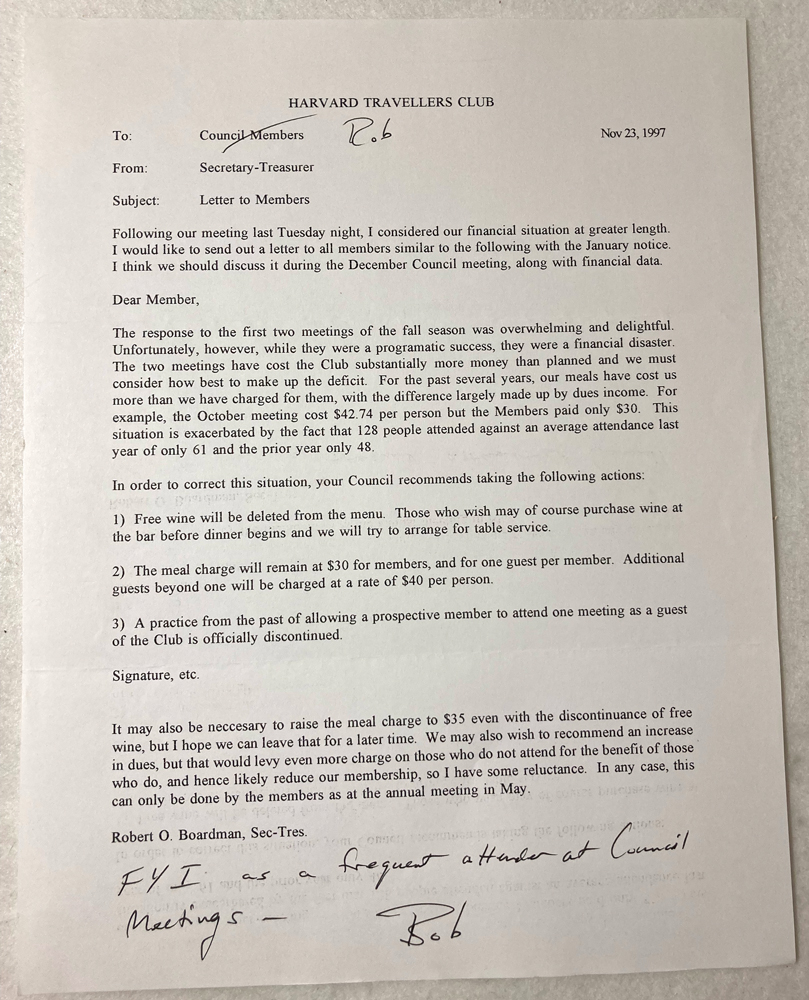 HARVARD TRAVELLERS CLUB
To: Council Members Rob Nov 23, 1997
From: Secretary-Treasurer
Subject: Letter to Members
Following our meeting last Tuesday night, I considered our financial situation at greater length.
I would like to send out a letter to all members similar to the following with the January notice.
I think we should discuss it during the December Council meeting, along with financial data.
Dear Member,
The response to the first two meetings of the fall season was overwhelming and delightful.
Unfortunately, however, while they were a programatic success, they were a financial disaster.
The two meetings have cost the Club substantially more money than planned and we must
consider how best to make up the deficit. For the past several years, our meals have cost us
more than we have charged for them, with the difference largely made up by dues income. For
example, the October meeting cost $42.74 per person but the Members paid only $30. This
situation is exacerbated by the fact that 128 people attended against an average attendance last
year of only 61 and the prior year only 48.
In order to correct this situation, your Council recommends taking the following actions:
1) Free wine will be deleted from the menu. Those who wish may of course purchase wine at
the bar before dinner begins and we will try to arrange for table service.
2) The meal charge will remain at $30 for members, and for one guest per member. Additional
guests beyond one will be charged at a rate of $40 per person.
3) A practice from the past of allowing a prospective member to attend one meeting as a guest
of the Club is officially discontinued.
Signature, etc.
It may also be neccesary to raise the meal charge to $35 even with the discontinuance of free
wine, but I hope we can leave that for a later time. We may also wish to recommend an increase
in dues, but that would levy even more charge on those who do not attend for the benefit of those
who do, and hence likely reduce our membership, so I have some reluctance. In any case, this
can only be done by the members as at the annual meeting in May.
Robert O. Boardman, Sec-Tres.
FYI as a frequent attender at Council
Meetings — Bob